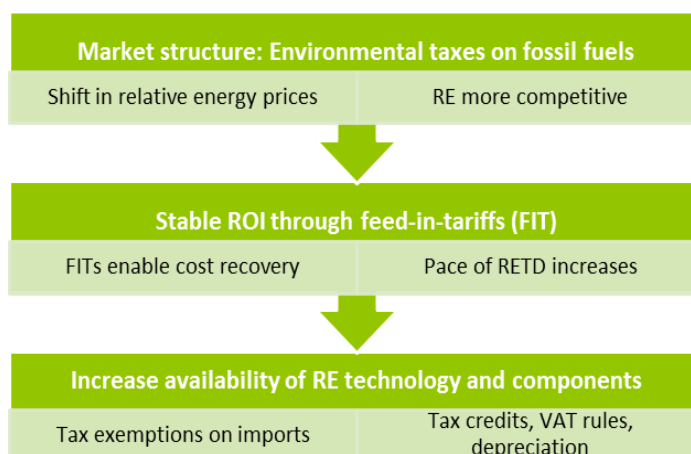 Market structure: Environmental taxes on fossil fuels
Shift in relative energy prices
RE more competitive
Stable ROI through feed-in-tariffs (FIT)
FITs enable cost recovery
Pace of RETD increases
Increase availability of RE technology and components
Tax exemptions on imports
Tax credits, VAT rules,
depreciation